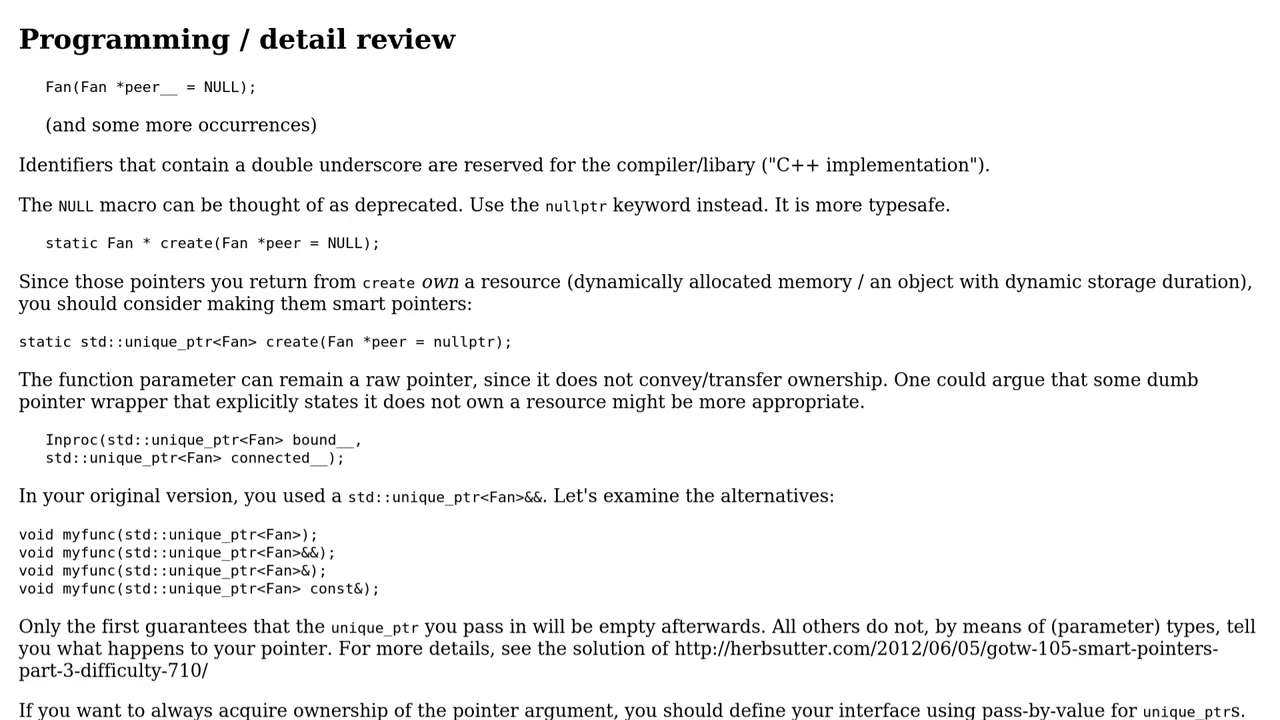 Programming / detail review
Fan(Fan *peer__ = NULL);
(and some more occurrences)
Identifiers that contain a double underscore are reserved for the compiler/libary ("C++ implementation").
The NULL macro can be thought of as deprecated. Use the nullptr keyword instead. It is more typesafe.
static Fan * create(Fan *peer = NULL);
Since those pointers you return from create own a resource (dynamically allocated memory / an object with dynamic storage duration),
you should consider making them smart pointers:
static std::unique_ptr<Fan> create(Fan *peer = nullptr);
The function parameter can remain a raw pointer, since it does not convey/transfer ownership. One could argue that some dumb
pointer wrapper that explicitly states it does not own a resource might be more appropriate.
Inproc(std::unique_ptr<Fan> bound__,
std::unique_ptr<Fan> connected__);
In your original version, you used a std::unique_ptr<Fan>&&. Let's examine the alternatives:
void myfunc(std::unique_ptr<Fan>);
void myfunc(std::unique_ptr<Fan>&&);
void myfunc(std::unique_ptr<Fan>&);
void myfunc(std::unique_ptr<Fan> const&);
Only the first guarantees that the unique_ptr you pass in will be empty afterwards. All others do not, by means of (parameter) types, tell
you what happens to your pointer. For more details, see the solution of http://herbsutter.com/2012/06/05/gotw-105-smart-pointers-
part-3-difficulty-710/
If you want to always acquire ownership of the pointer argument, you should define your interface using pass-by-value for unique_ptrs.